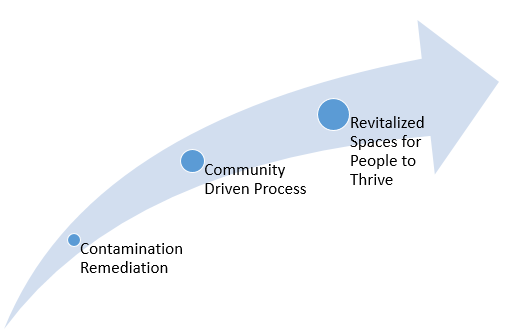 Revitalized
Spaces for
People to
Thrive
Community
Driven Process
Contamination
Remediation